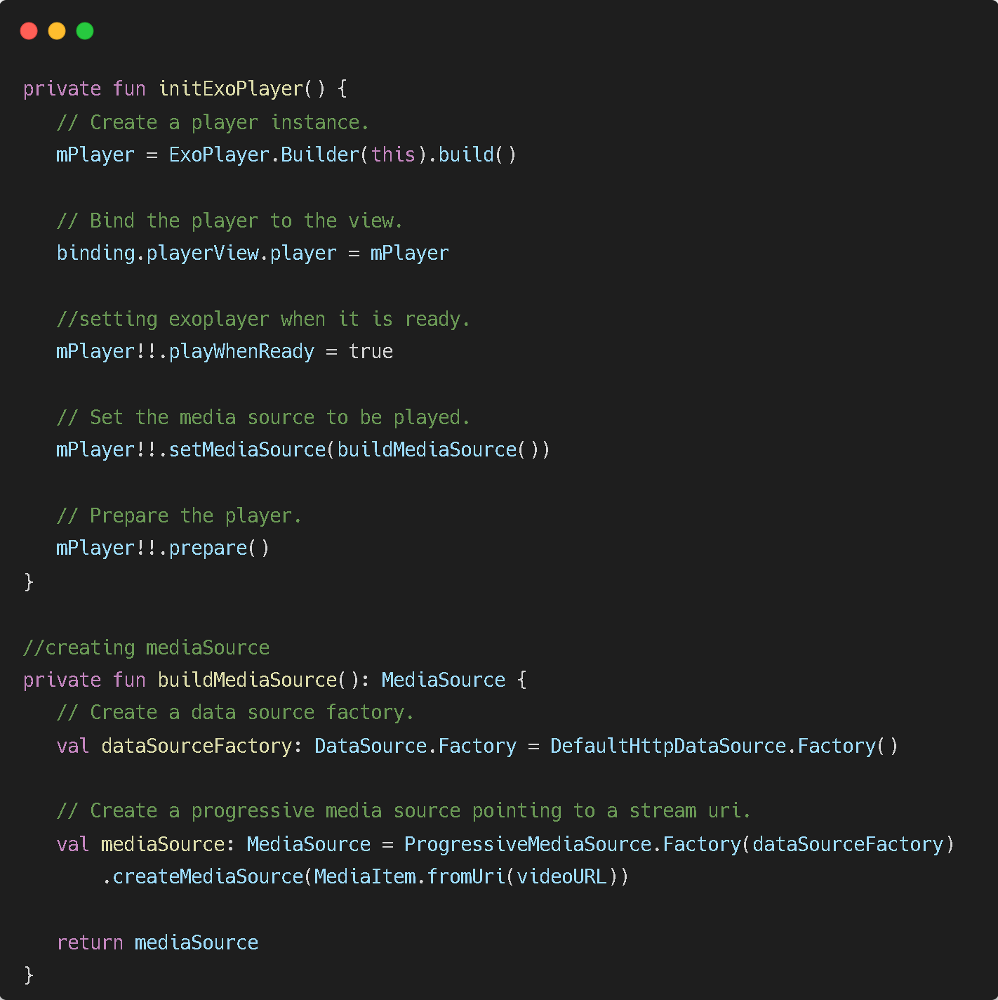 private fun initExoPlayer() {
   // Create a player instance.
   mPlayer = ExoPlayer.Builder(this).build()

   // Bind the player to the view.
   binding.playerView.player = mPlayer

   //setting exoplayer when it is ready.
   mPlayer!!.playWhenReady = true

   // Set the media source to be played.
   mPlayer!!.setMediaSource(buildMediaSource())

   // Prepare the player.
   mPlayer!!.prepare()
}

//creating mediaSource
private fun buildMediaSource(): MediaSource {
   // Create a data source factory.
   val dataSourceFactory: DataSource.Factory = DefaultHttpDataSource.Factory()

   // Create a progressive media source pointing to a stream uri.
   val mediaSource: MediaSource = ProgressiveMediaSource.Factory(dataSourceFactory)
       .createMediaSource(MediaItem.fromUri(videoURL))

   return mediaSource
}